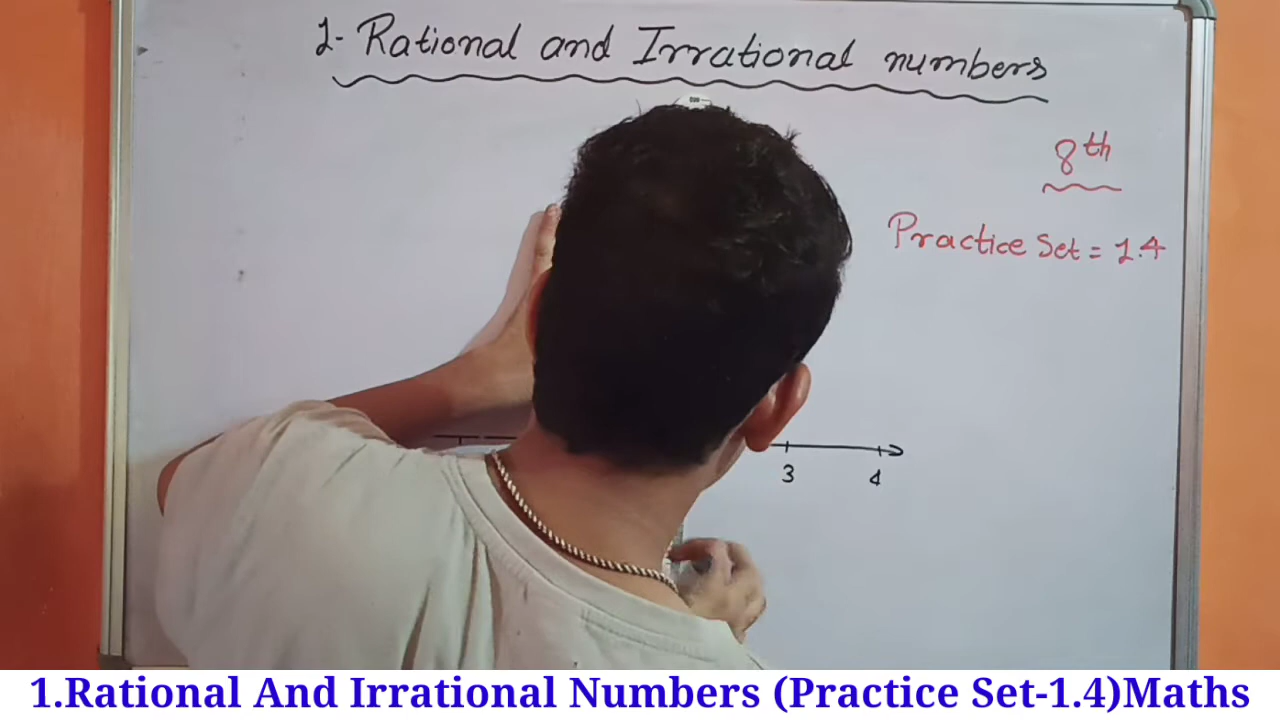 1- Rational and Irrational numbers
8th
Practice Set = 1.4
3
4
1.Rational And Irrational Numbers (Practice Set-1.4)Maths